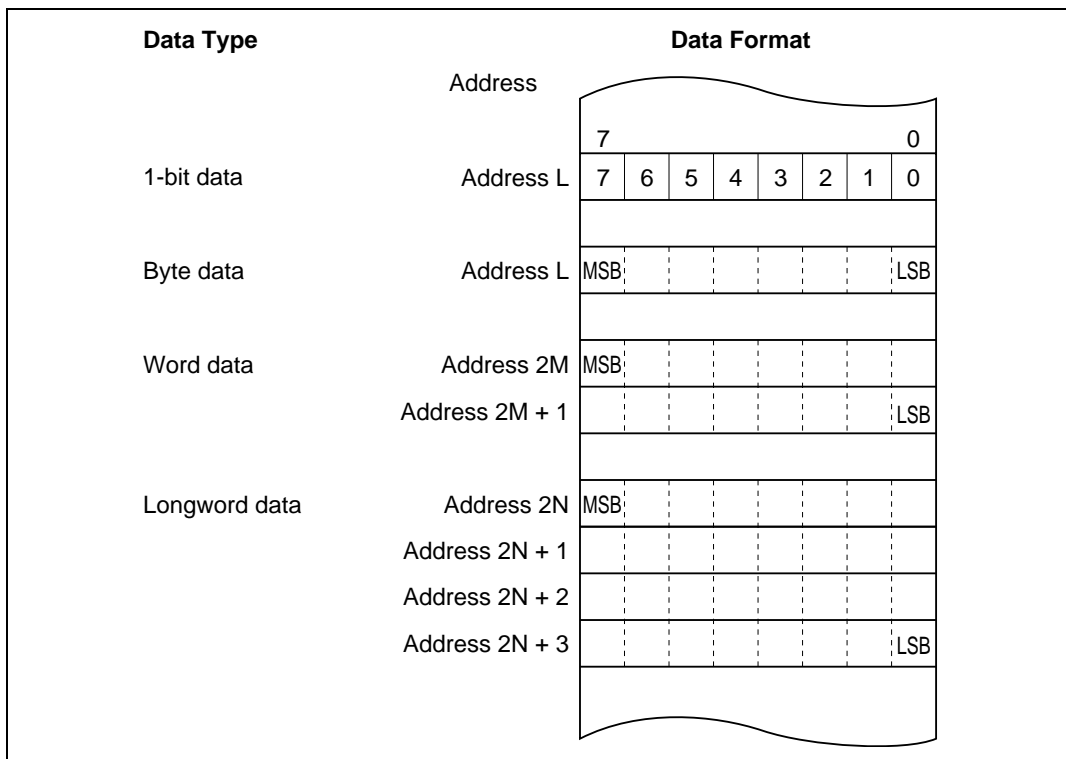 Data Type Data Format
Address
7 0
1-bit data Address L 7 6 5 4 3 2 1 0
Byte data Address L MSB LSB
Word data Address 2M MSB
Address 2M + 1 LSB
Longword data Address 2N MSB
Address 2N + 1
Address 2N + 2
Address 2N + 3 LSB